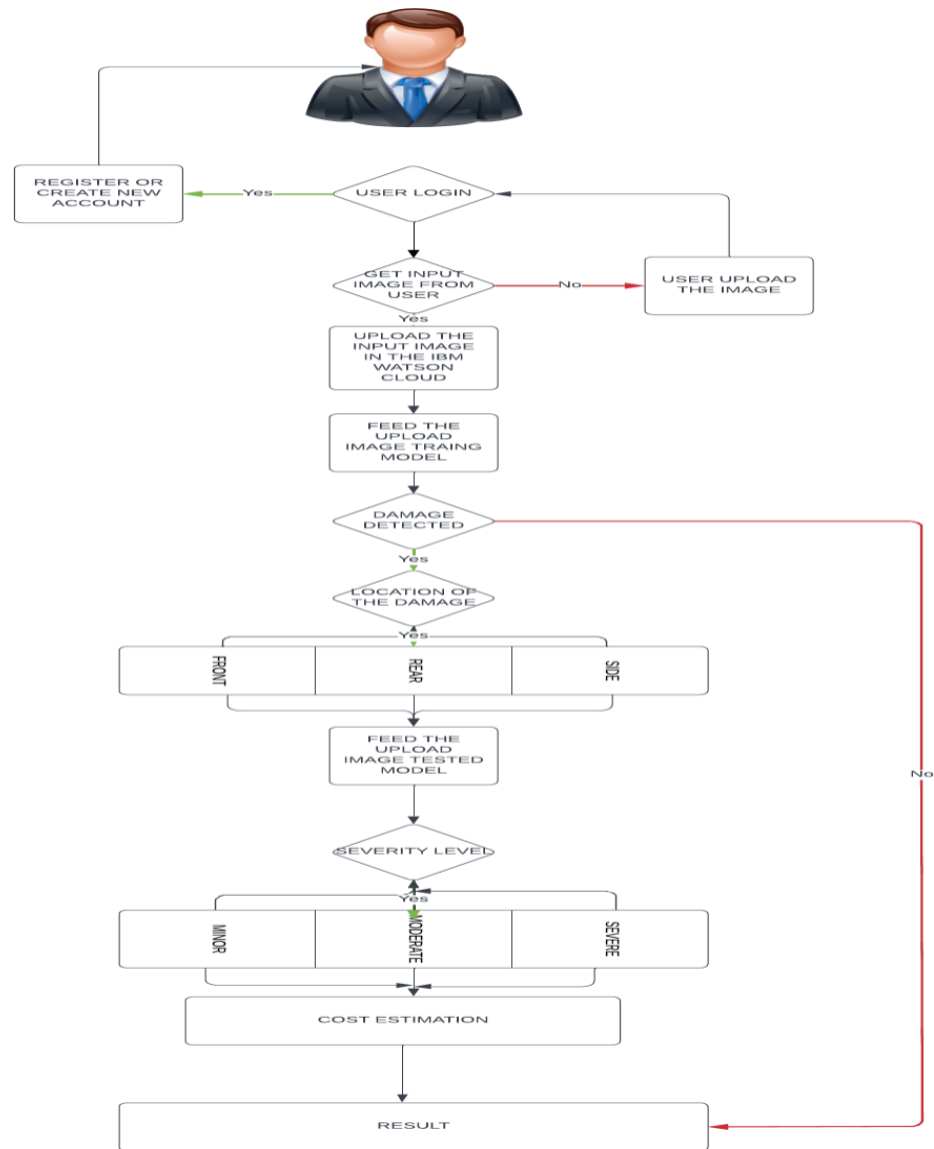 REGISTER OR
CREATE NEW
ACCOUNT
Yes
USER LOGIN
GET INPUT
IMAGE FROM
USER
No
USER UPLOAD
THE IMAGE
Yes
UPLOAD THE
INPUT IMAGE
IN THE IBM
WATSON
CLOUD
FEED THE
UPLOAD
IMAGE TRAING
MODEL
DAMAGE
DETECTED
Yes
LOCATION OF
THE DAMAGE
Yes
FRONT
REAR
SIDE
FEED THE
UPLOAD
IMAGE TESTED
MODEL
No
SEVERITY LEVEL
Yes
MINOR
MODERATE
SEVERE
COST ESTIMATION
RESULT